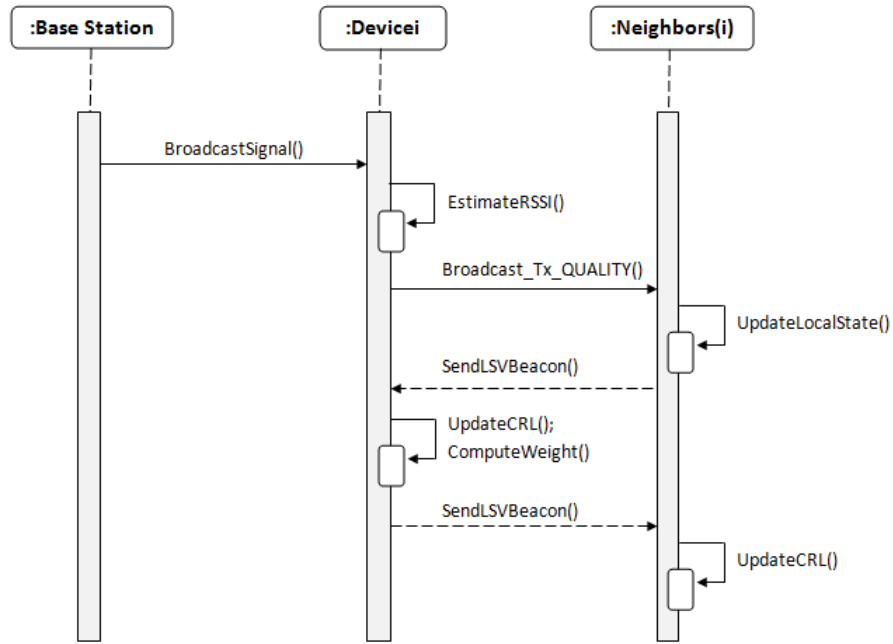 :Base Station
:Devicei
:Neighbors(i)
BroadcastSignal()
EstimateRSSI()
Broadcast_Tx_QUALITY()
UpdateLocalState()
SendLSVBeacon()
UpdateCRL();
ComputeWeight()
SendLSVBeacon()
UpdateCRL()